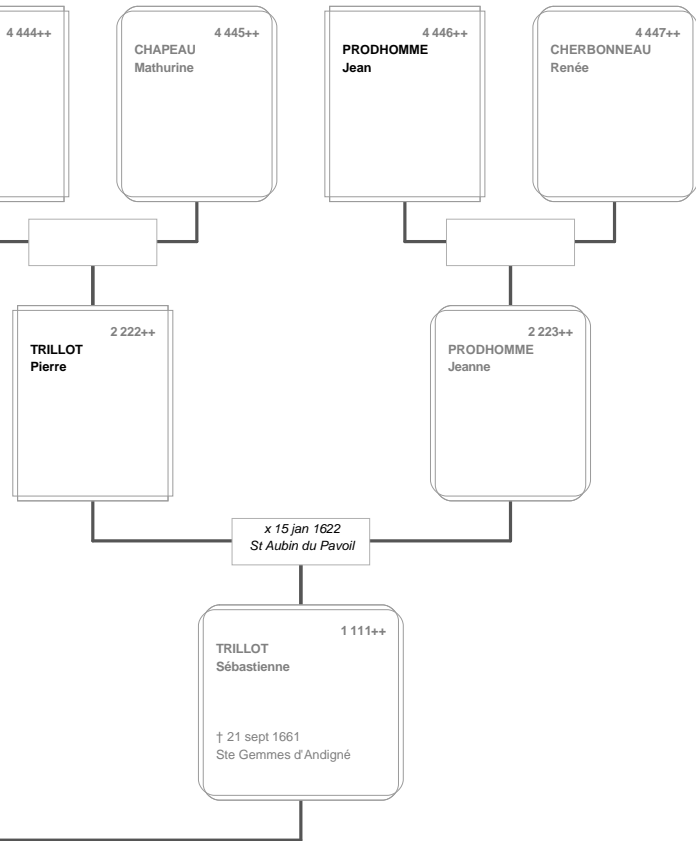 4 444++
4 445++
CHAPEAU
Mathurine
4 446++
PRODHOMME
Jean
4 447++
CHERBONNEAU
Renée
2 222++
TRILLOT
Pierre
2 223++
PRODHOMME
Jeanne
x 15 jan 1622
St Aubin du Pavoil
1 111++
TRILLOT
Sébastienne
† 21 sept 1661
Ste Gemmes d'Andigné